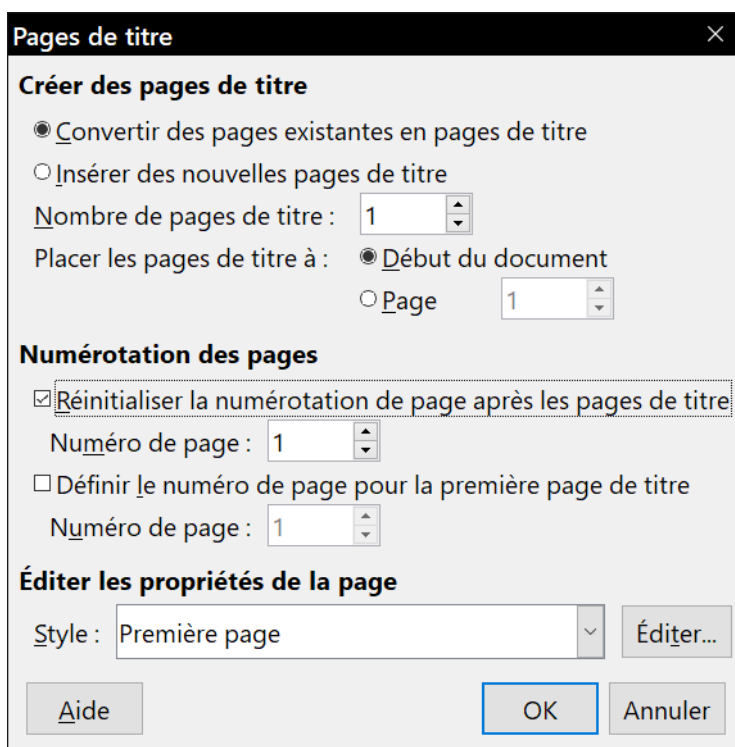 Pages de titre
Créer des pages de titre
Convertir des pages existantes en pages de titre
Insérer des nouvelles pages de titre
Nombre de pages de titre : 1
Placer les pages de titre à : Début du document
Page 1
Numérotation des pages
Réinitialiser la numérotation de page après les pages de titre
Numéro de page : 1
Définir le numéro de page pour la première page de titre
Numéro de page : 1
Éditer les propriétés de la page
Style : Première page Éditer...
Aide OK Annuler